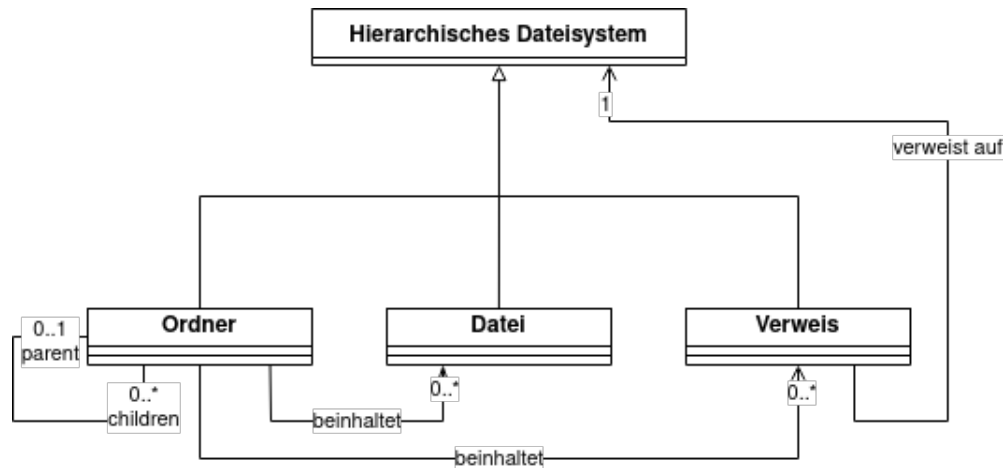 Hierarchisches Dateisystem
1
verweist auf
Ordner
Datei
Verweis
0..1
parent
0..*
children
0..*
0..*
beinhaltet
beinhaltet